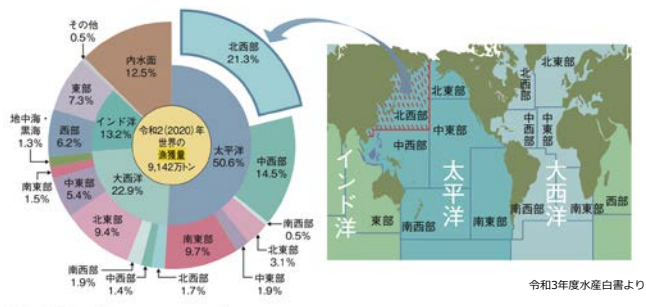 その他
0.5%
内水面
12.5%
北西部
21.3%
東部
7.3%
インド洋
13.2%
西部
6.2%
地中海・
黒海
1.3%
令和2(2020)年
世界の
漁獲量
9,142万トン
太平洋
50.6%
中西部
14.5%
大西洋
22.9%
南東部
1.5%
中東部
5.4%
北東部
9.4%
南西部
1.9%
中西部
1.4%
北西部
1.7%
南東部
9.7%
中東部
1.9%
北東部
3.1%
南西部
0.5%
北西部
北東部
中西部
中東部
南西部
南東部
太平洋
北西部
北東部
中西部
中東部
南西部
南東部
大西洋
インド洋
東部
西部
令和3年度水産白書より